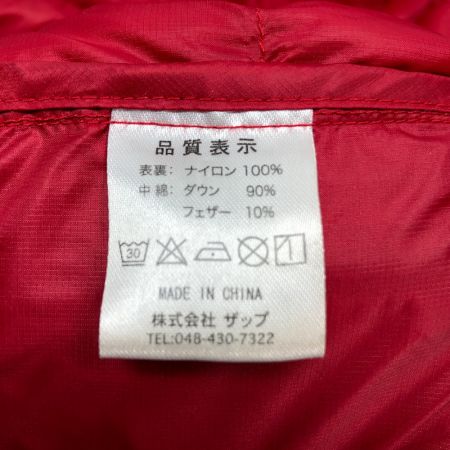 品質表示
表裏: ナイロン 100%
中綿: ダウン 90%
フェザー 10%
30
MADE IN CHINA
株式会社 ザップ
TEL:048-430-7322